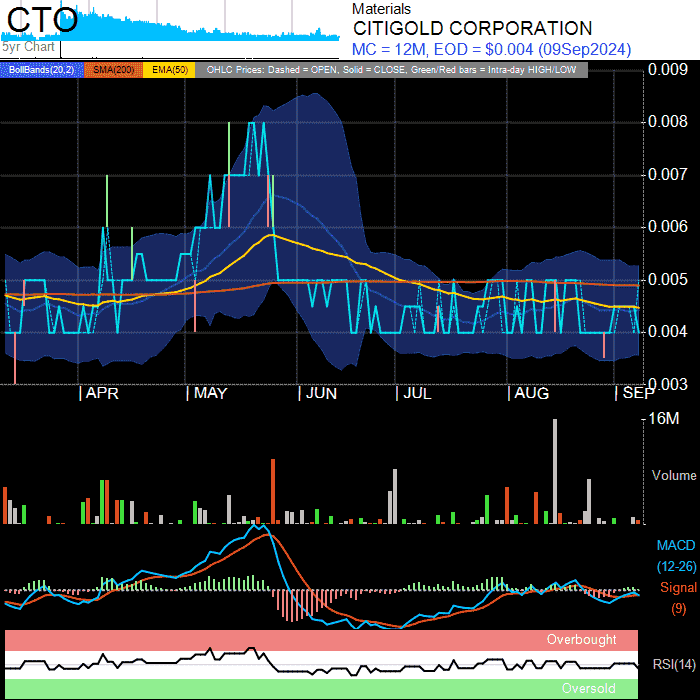 CTO
5yr Chart
Materials
CITIGOLD CORPORATION
MC = 12M, EOD = $0.004 (09Sep2024)
BollBands(20,2) SMA(200) EMA(50) OHLC Prices: Dashed = OPEN, Solid = CLOSE, Green/Red bars = Intra-day HIGH/LOW
0.009
0.008
0.007
0.006
0.005
0.004
0.003
APR MAY JUN JUL AUG SEP
16M
Volume
MACD
(12-26)
Signal
(9)
Overbought
RSI(14)
Oversold